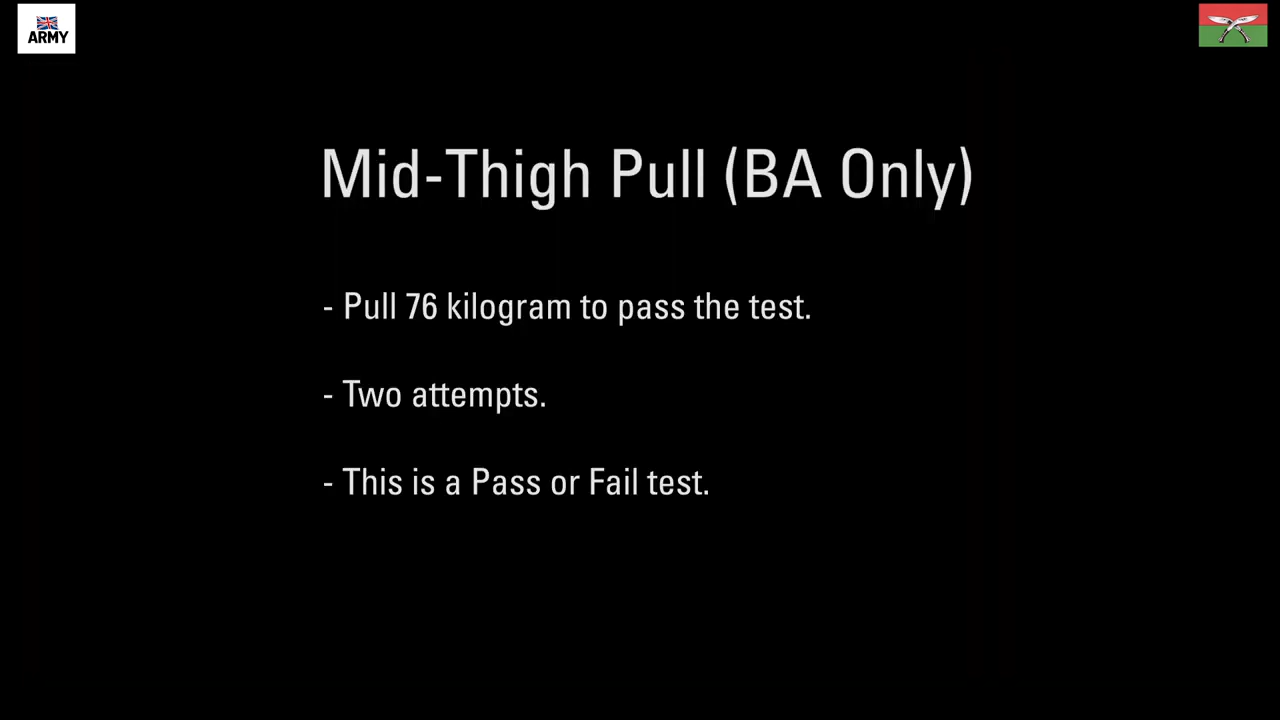 ARMY
Mid-Thigh Pull (BA Only)
- Pull 76 kilogram to pass the test.
- Two attempts.
- This is a Pass or Fail test.